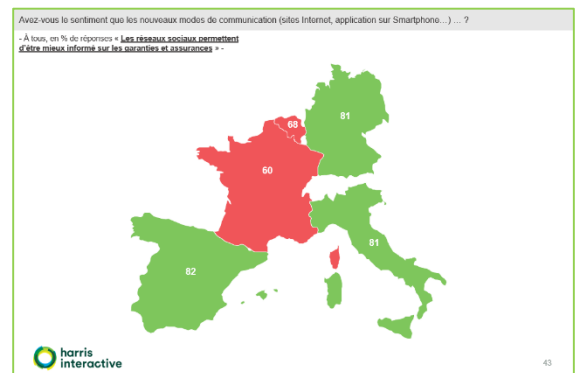 Avez-vous le sentiment que les nouveaux modes de communication (sites Internet, application sur Smartphone…) … ?
- À tous, en % de réponses « Les réseaux sociaux permettent
d'être mieux informé sur les garanties et assurances » -
81
68
60
81
82
harris
interactive
43